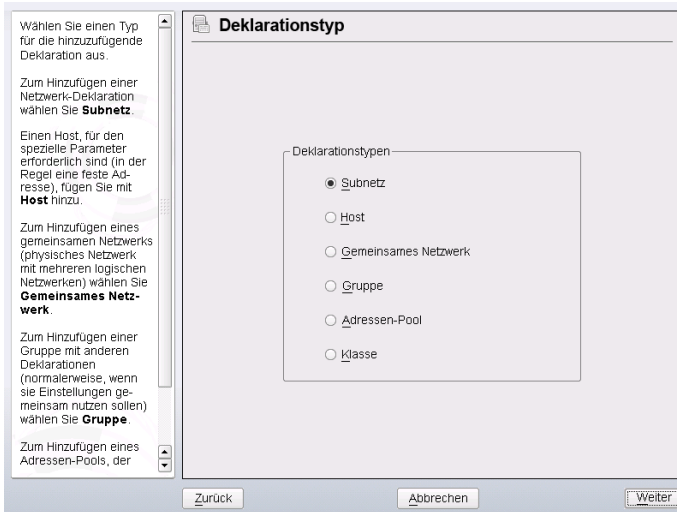 Wählen Sie einen Typ
für die hinzuzufügende
Deklaration aus.
Zum Hinzufügen einer
Netzwerk-Deklaration
wählen Sie Subnetz.
Einen Host, für den
spezielle Parameter
erforderlich sind (in der
Regel eine feste Ad-
resse), fügen Sie mit
Host hinzu.
Zum Hinzufügen eines
gemeinsamen Netzwerks
(physisches Netzwerk
mit mehreren logischen
Netzwerken) wählen Sie
Gemeinsames Netz-
werk.
Zum Hinzufügen einer
Gruppe mit anderen
Deklarationen
(normalerweise, wenn
sie Einstellungen ge-
meinsam nutzen sollen)
wählen Sie Gruppe.
Zum Hinzufügen eines
Adressen-Pools, der
Deklarationstyp
Deklarationstypen
Subnetz
Host
Gemeinsames Netzwerk
Gruppe
Adressen-Pool
Klasse
Zurück
Abbrechen
Weiter